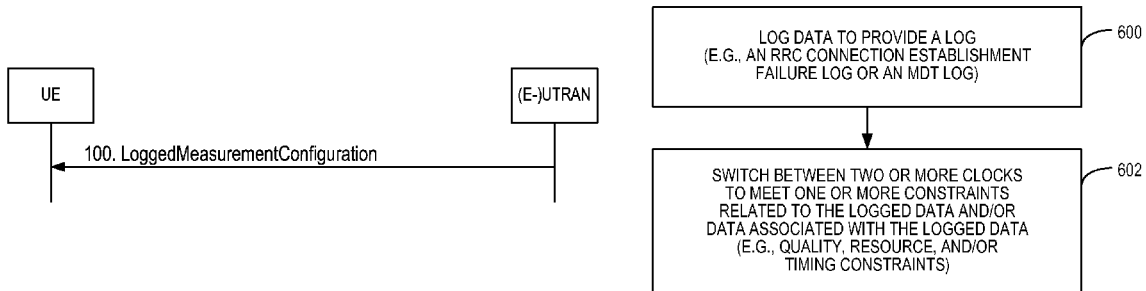 UE
(E-)UTRAN
100. LoggedMeasurementConfiguration
LOG DATA TO PROVIDE A LOG
(E.G., AN RRC CONNECTION ESTABLISHMENT
FAILURE LOG OR AN MDT LOG)
600
SWITCH BETWEEN TWO OR MORE CLOCKS
TO MEET ONE OR MORE CONSTRAINTS
RELATED TO THE LOGGED DATA AND/OR
DATA ASSOCIATED WITH THE LOGGED DATA
(E.G., QUALITY, RESOURCE, AND/OR
TIMING CONSTRAINTS)
602